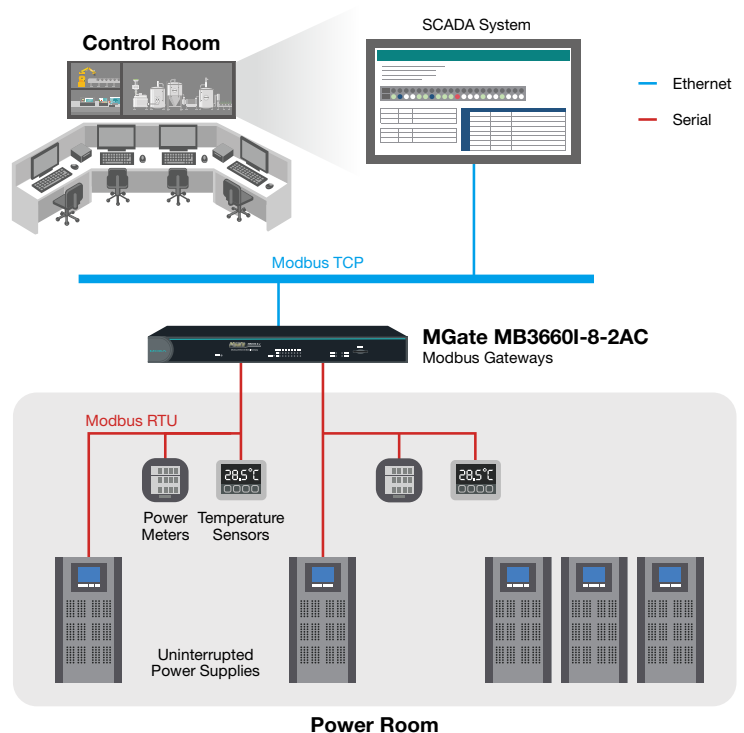 SCADA System
Control Room
Ethernet
Serial
Modbus TCP
MGate MB3660I-8-2AC
Modbus Gateways
MGate
Modbus RTU
28.5°C
28.5°C
Power
Meters
Temperature
Sensors
Uninterrupted
Power Supplies
Power Room